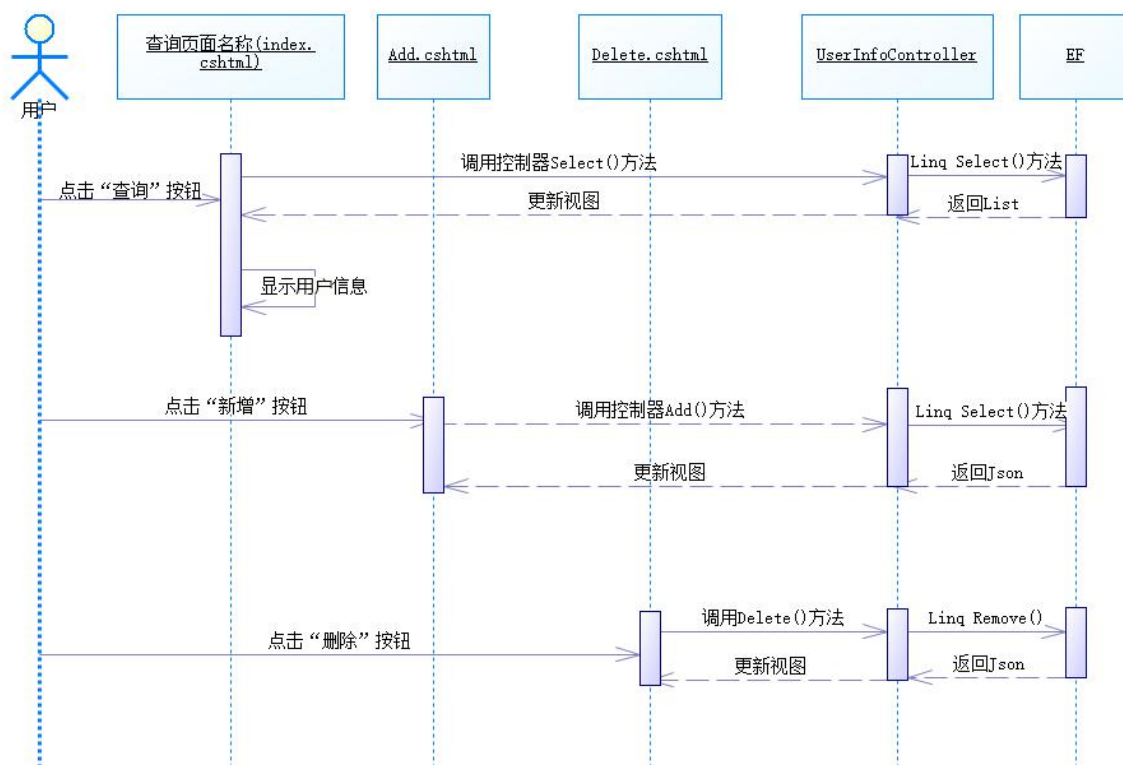 查询页面名称(index.
cshtml)
Add.cshtml
Delete.cshtml
UserInfoController
EF
用户
调用控制器Select()方法
Linq Select()方法
点击“查询”按钮
更新视图
返回List
显示用户信息
点击“新增”按钮
调用控制器Add()方法
Linq Select()方法
更新视图
返回Json
调用Delete()方法
Linq Remove()
点击“删除”按钮
更新视图
返回Json